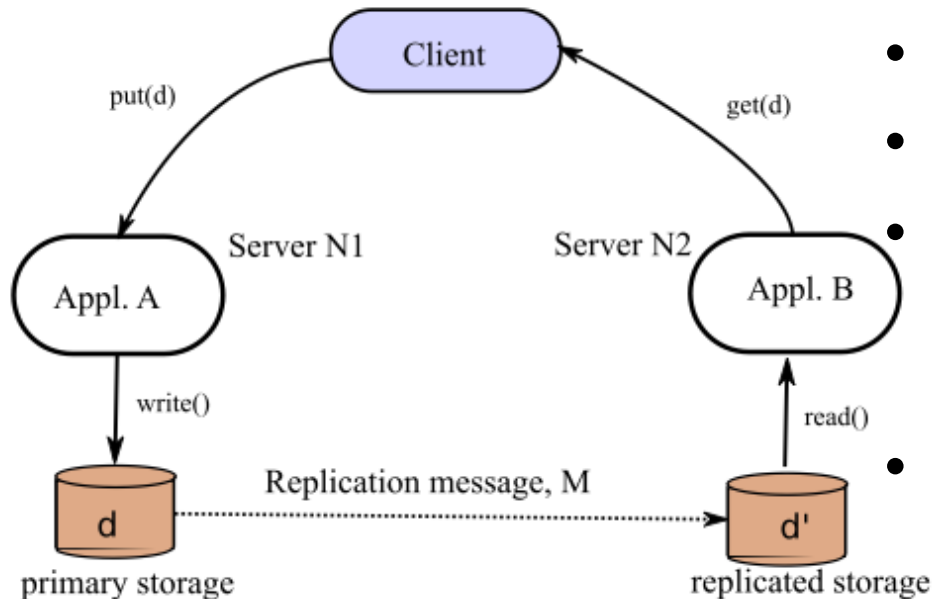 Client
put(d)
get(d)
Server N1
Server N2
Appl. A
Appl. B
write()
read()
Replication message, M
d
d'
primary storage
replicated storage